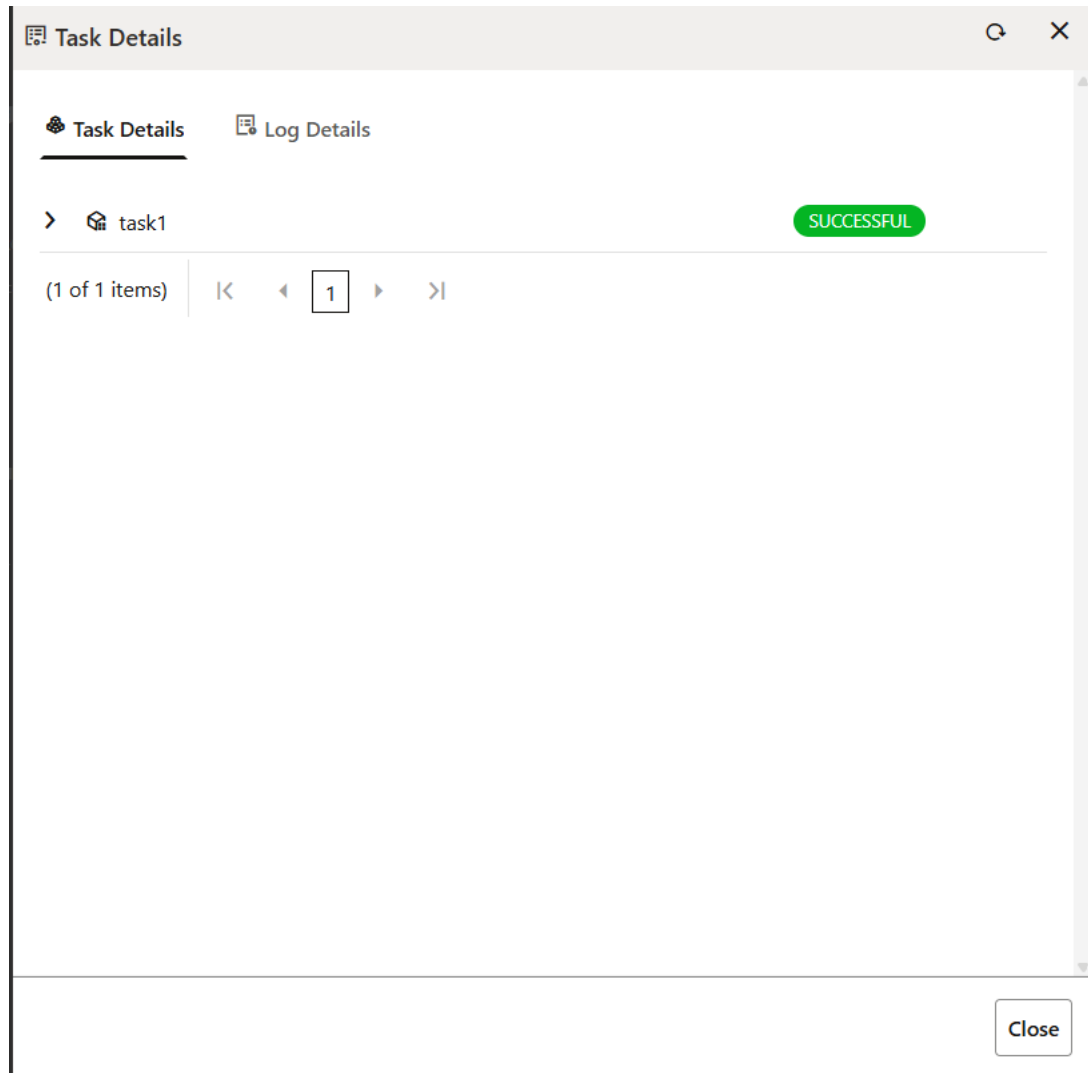 Task Details
Task Details Log Details
task1 SUCCESSFUL
(1 of 1 items) 1
Close